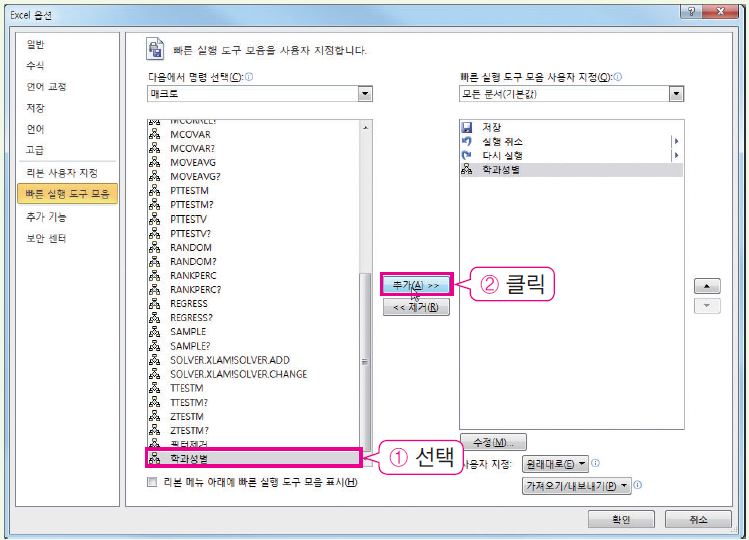 Excel 옵션
일반
수식
언어 교정
저장
언어
고급
리본 사용자 지정
빠른 실행 도구 모음
추가 기능
보안 센터
빠른 실행 도구 모음을 사용자 지정합니다.
다음에서 명령 선택(C):
매크로
MCOVAR
MCOVAR?
MOVEAVG
MOVEAVG?
PTTESTM
PTTESTM?
PTTESTV
PTTESTV?
RANDOM
RANDOM?
RANKPERC
RANKPERC?
REGRESS
REGRESS?
SAMPLE
SAMPLE?
SOLVER.XLAM!SOLVER.ADD
SOLVER.XLAM!SOLVER.CHANGE
TTESTM
TTESTM?
ZTESTM
ZTESTM?
필터제거
학과성별
① 선택
리본 메뉴 아래에 빠른 실행 도구 모음 표시(H)
추가(A) >>
② 클릭
<< 제거(R)
빠른 실행 도구 모음 사용자 지정(Q):
모든 문서(기본값)
저장
실행 취소
다시 실행
학과성별
수정(M)...
사용자 지정:
원래대로(E)
가져오기/내보내기(P)
확인
취소